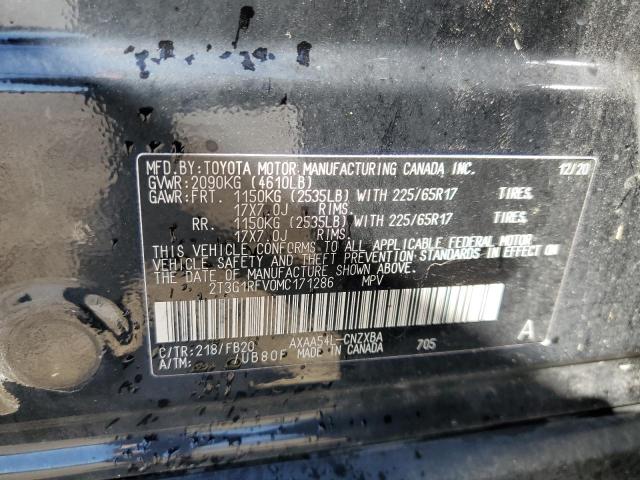 MFD.BY:TOYOTA MOTOR MANUFACTURING CANADA INC. 12/20
GVWR:2090KG (4610LB)
GAWR:FRT. 1150KG (2535LB) WITH 225/65R17 TIRES,
17X7.0J RIMS,
RR. 1150KG (2535LB) WITH 225/65R17 TIRES,
17X7.0J RIMS.
THIS VEHICLE CONFORMS TO ALL APPLICABLE FEDERAL MOTOR
VEHICLE SAFETY AND THEFT PREVENTION STANDARDS IN EFFECT ON
THE DATE OF MANUFACTURE SHOWN ABOVE.
2T3G1RFV0MC171286 MPV
C/TR:218/FB20 AXAA54L-CNZXBA 705 A
A/TM: /UB80F MADE IN CANADA